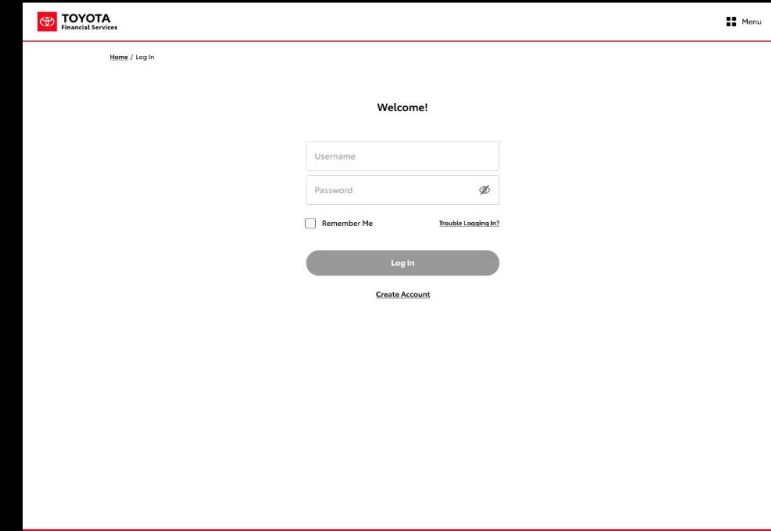 TOYOTA
Financial Services
Menu
Home / Log In
Welcome!
Username
Password
Remember Me
Trouble Logging In?
Log In
Create Account